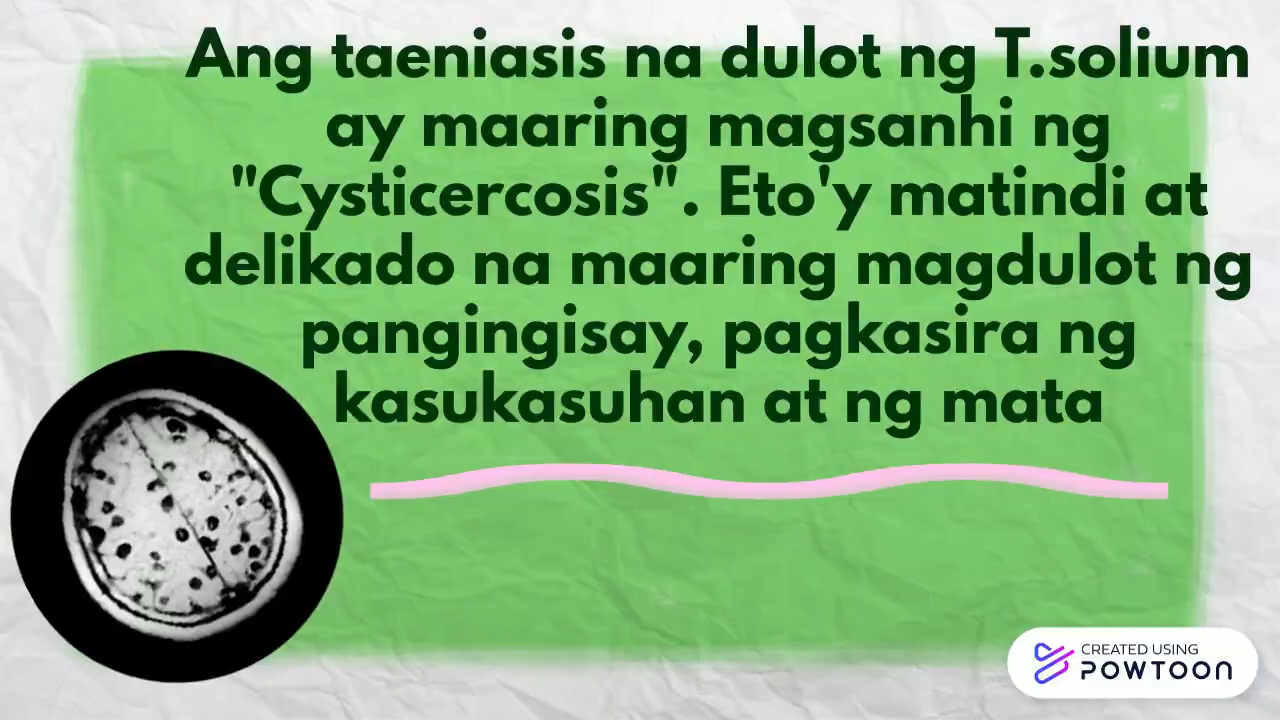 Ang taeniasis na dulot ng T.solium
ay maaring magsanhi ng
"Cysticercosis". Eto'y matindi at
delikado na maaring magdulot ng
pangingisay, pagkasira ng
kasukasuhan at ng mata
CREATED USING
POWTOON